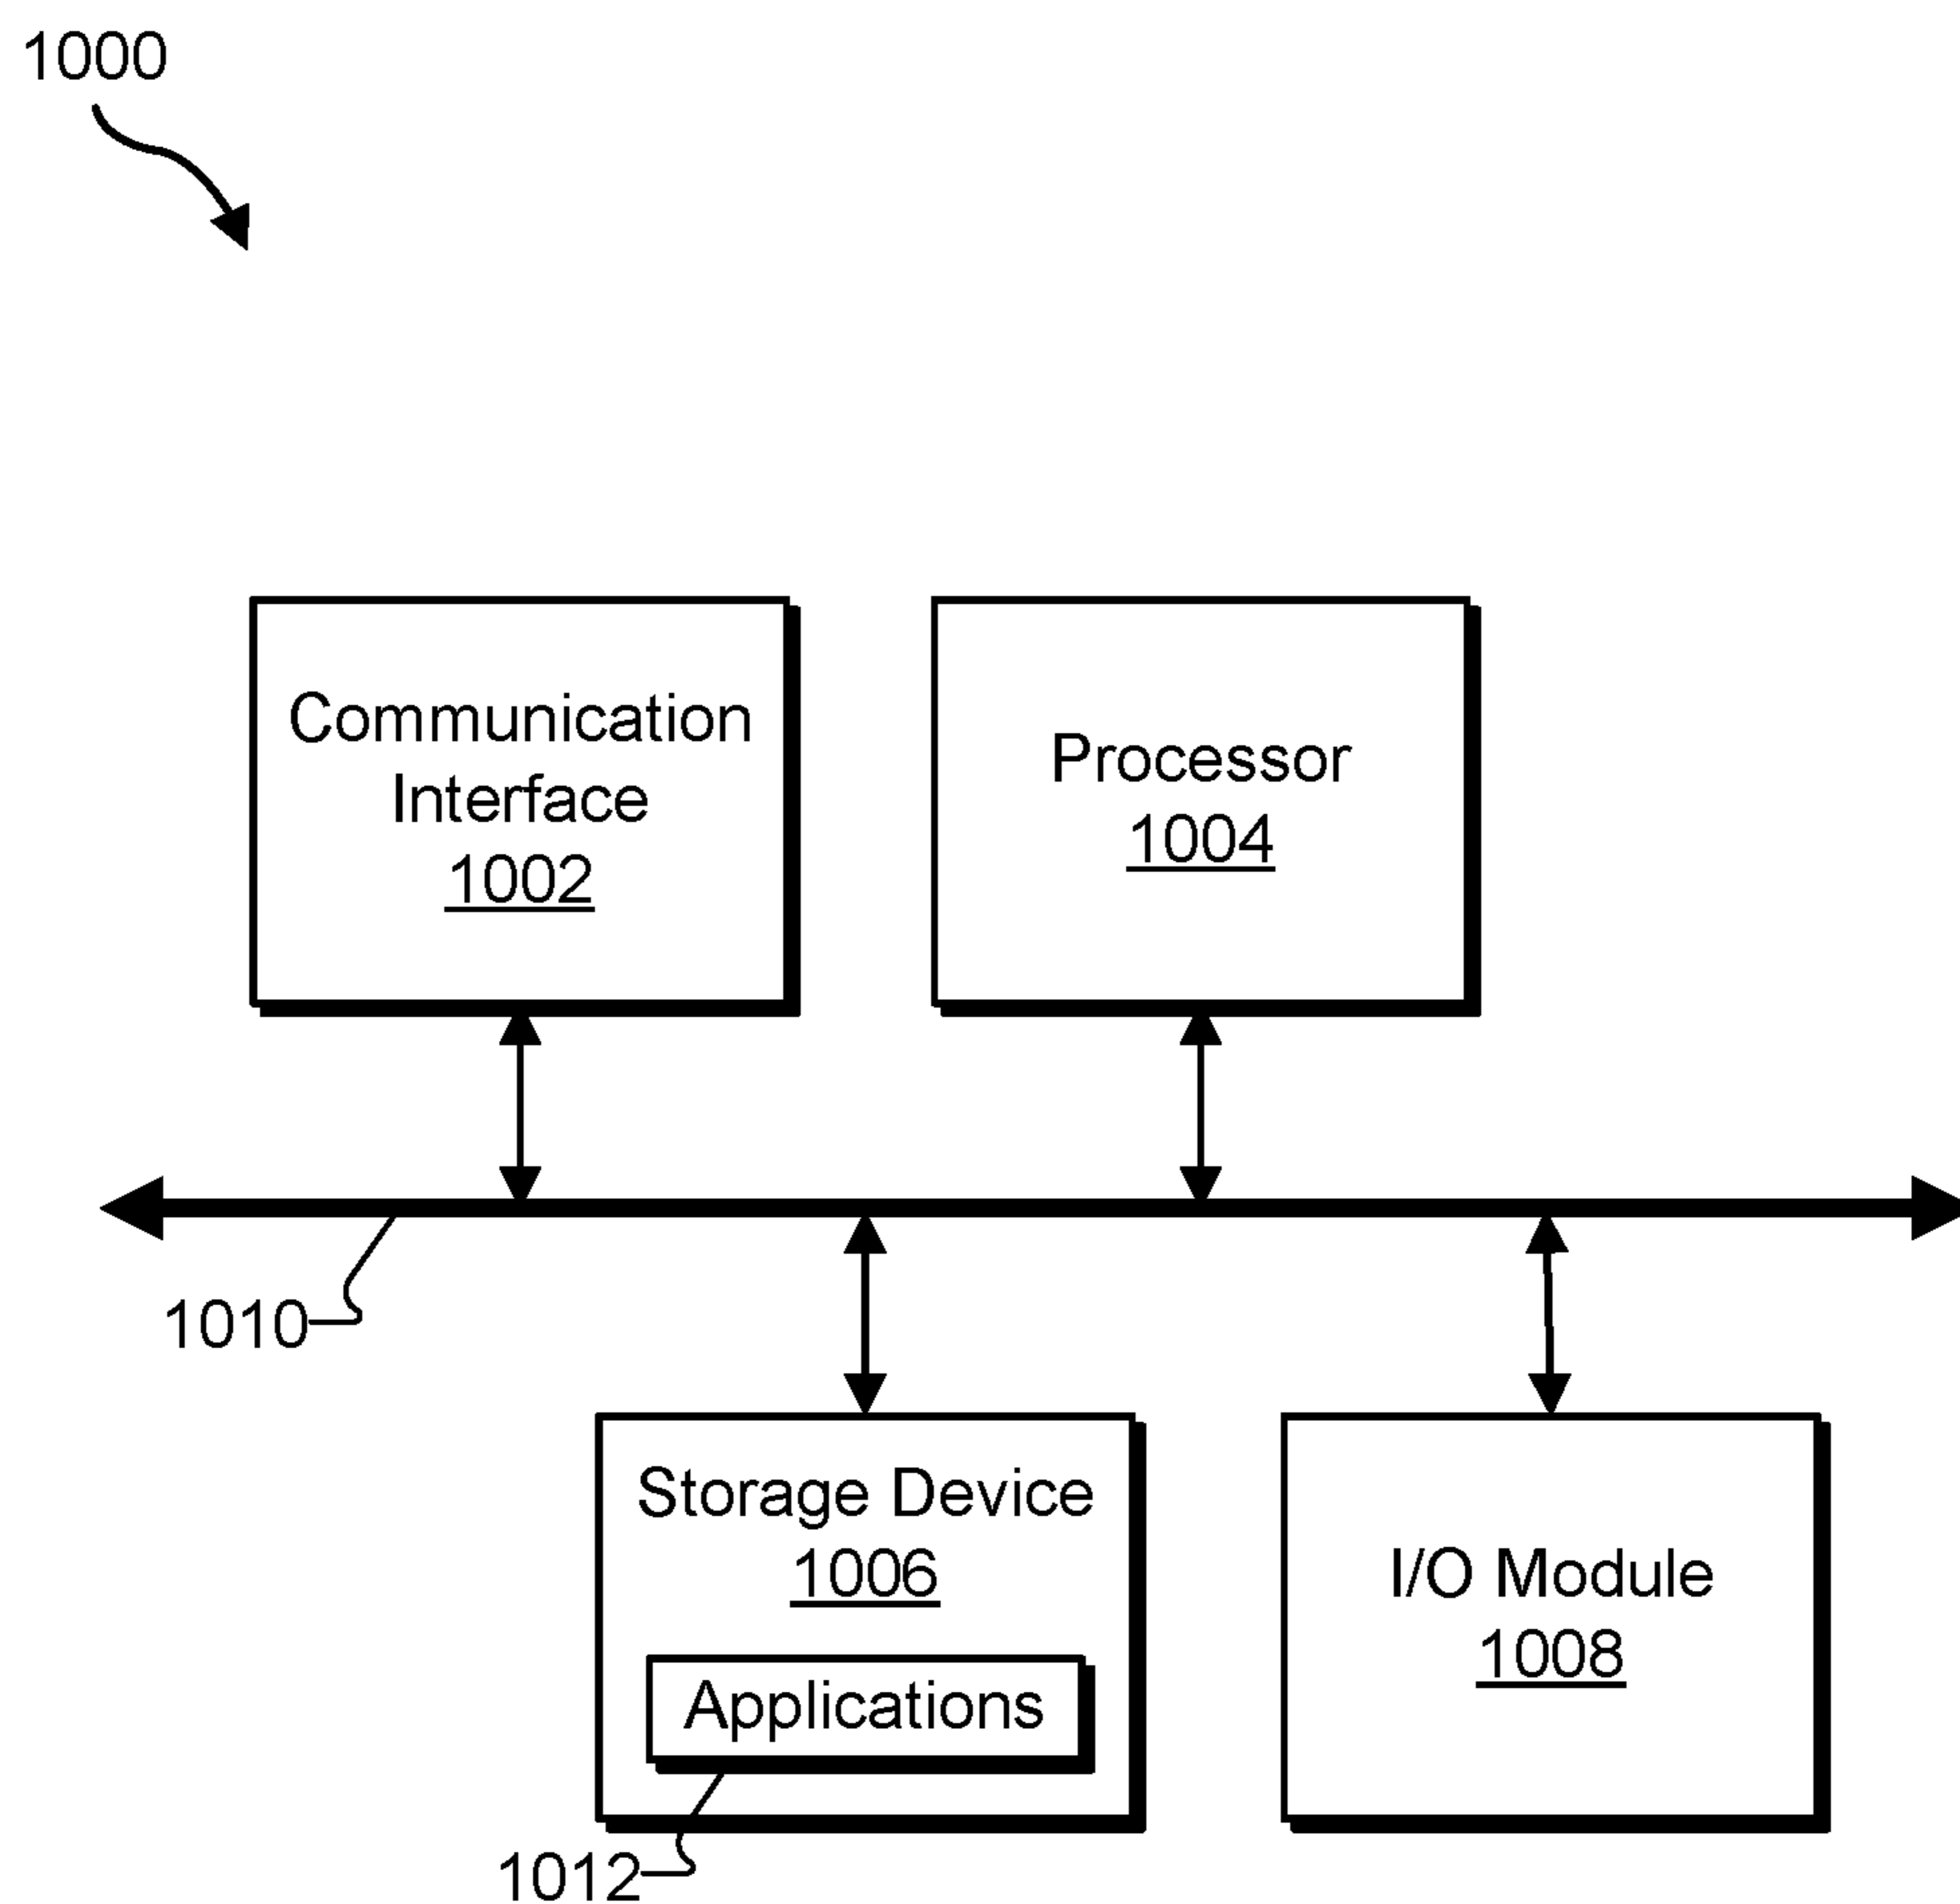 1000
Communication
Interface
1002
Processor
1004
1010
Storage Device
1006
Applications
1012
I/O Module
1008